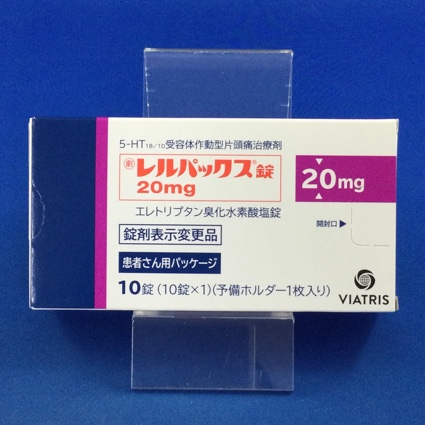 5-HT1B/1D受容体作動型片頭痛治療剤
劇 レルパックス®錠
20mg
20mg
エレトリプタン臭化水素酸塩錠
開封口▶
錠剤表示変更品
患者さん用パッケージ
10錠(10錠×1)(予備ホルダー1枚入り)
VIATRIS